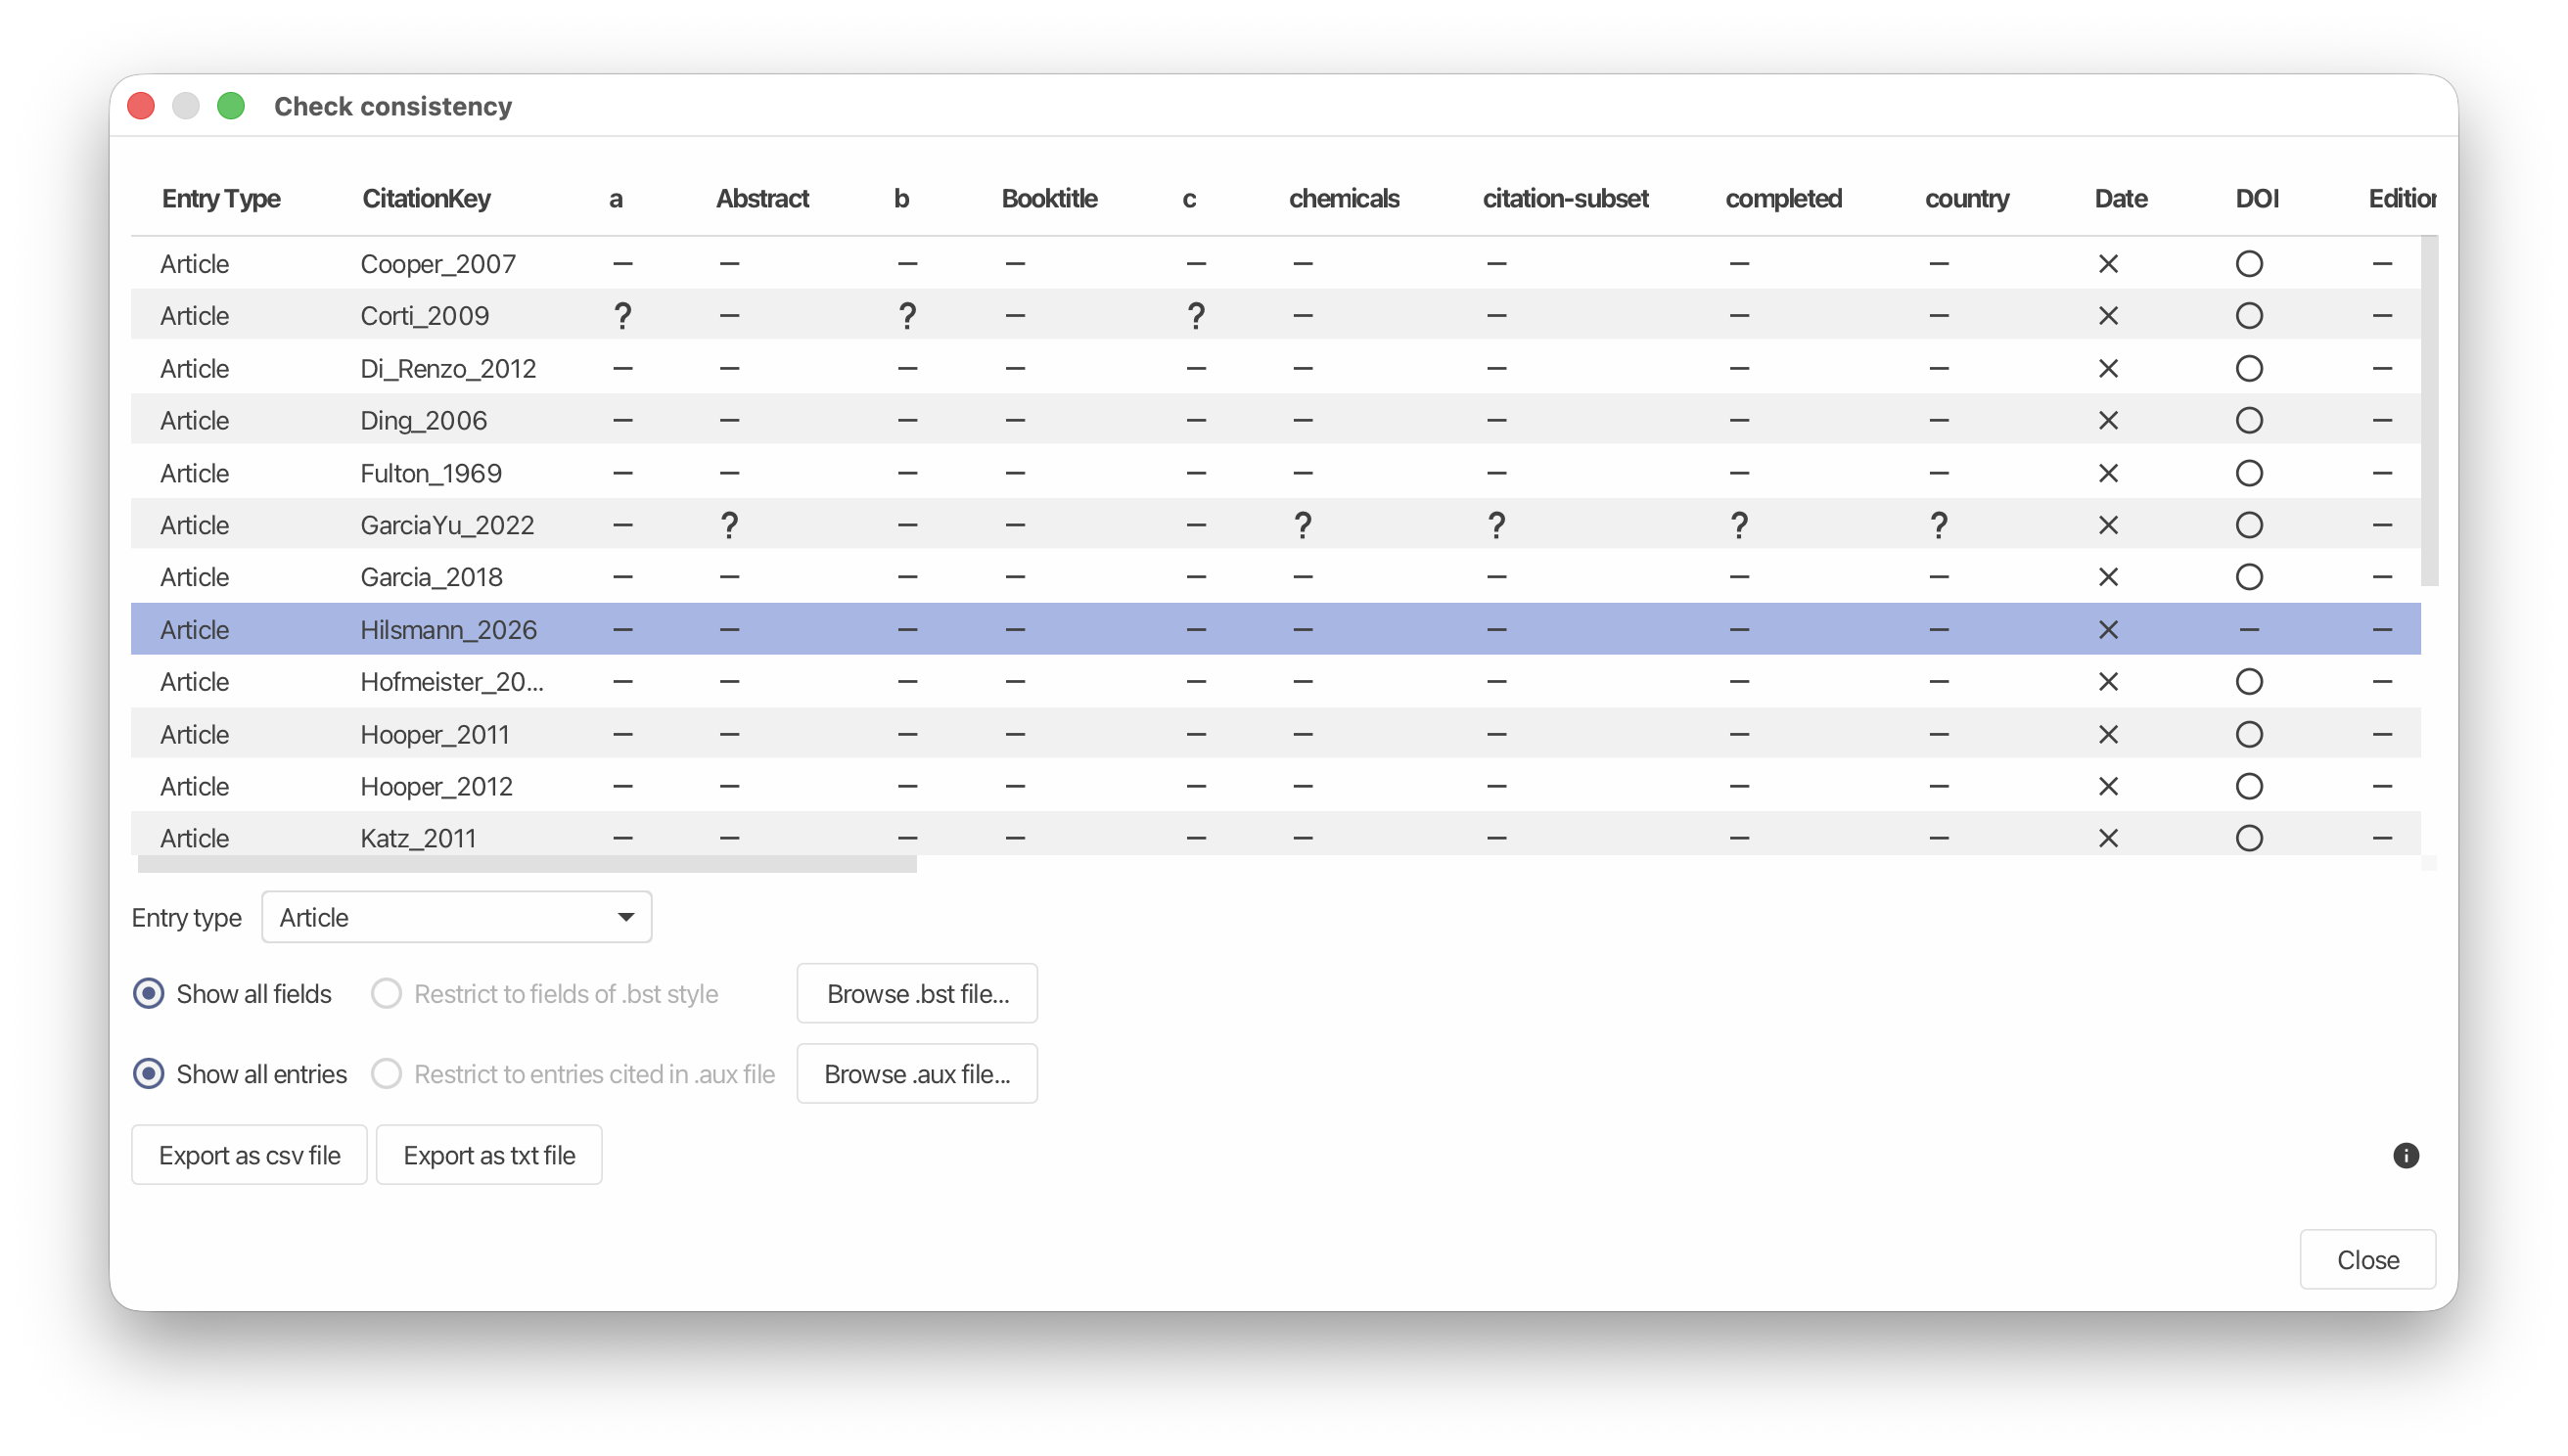 Check consistency
Entry Type CitationKey a Abstract b Booktitle c chemicals citation-subset completed country Date DOI Edition
Article Cooper_2007 – – – – – – – – – × ○ –
Article Corti_2009 ? – ? – ? – – – – × ○ –
Article Di_Renzo_2012 – – – – – – – – – × ○ –
Article Ding_2006 – – – – – – – – – × ○ –
Article Fulton_1969 – – – – – – – – – × ○ –
Article GarciaYu_2022 – ? – – – ? ? ? ? × ○ –
Article Garcia_2018 – – – – – – – – – × ○ –
Article Hilsmann_2026 – – – – – – – – – × – –
Article Hofmeister_20... – – – – – – – – – × ○ –
Article Hooper_2011 – – – – – – – – – × ○ –
Article Hooper_2012 – – – – – – – – – × ○ –
Article Katz_2011 – – – – – – – – – × ○ –
Entry type Article
Show all fields Restrict to fields of .bst style Browse .bst file...
Show all entries Restrict to entries cited in .aux file Browse .aux file...
Export as csv file Export as txt file
Close